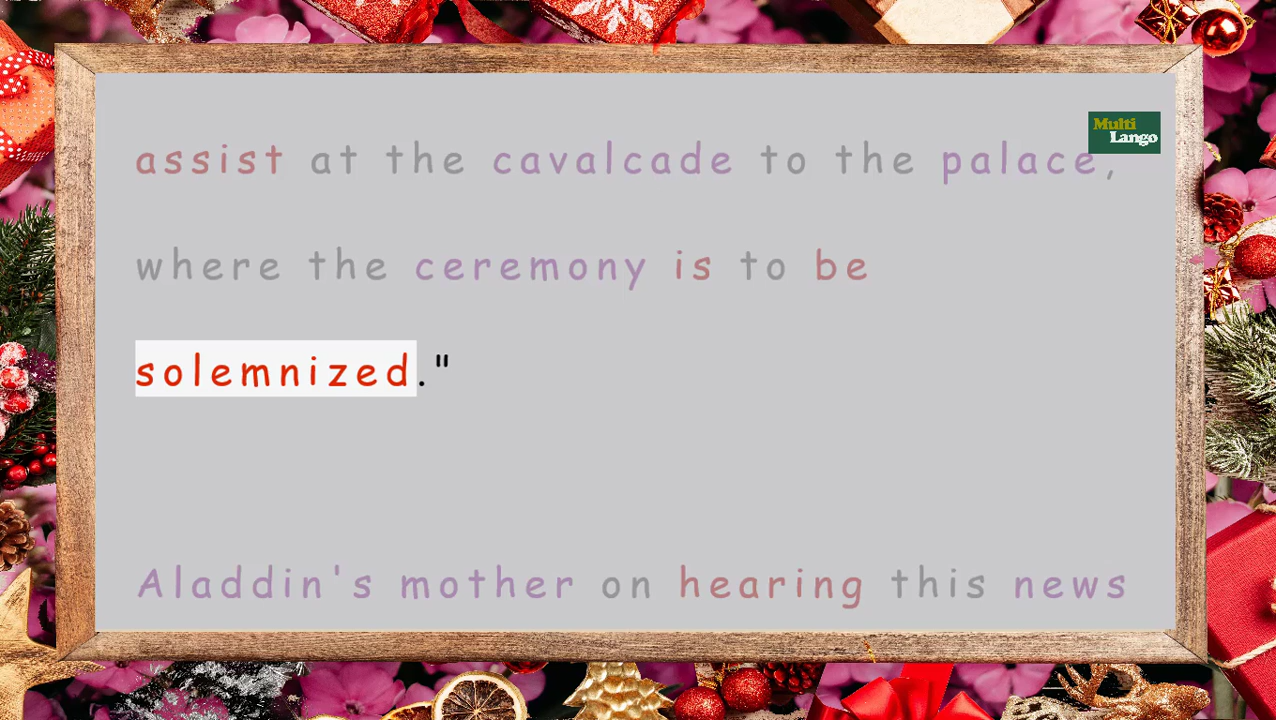 Multi
Lango
assist at the cavalcade to the palace,
where the ceremony is to be
solemnized."
Aladdin's mother on hearing this news